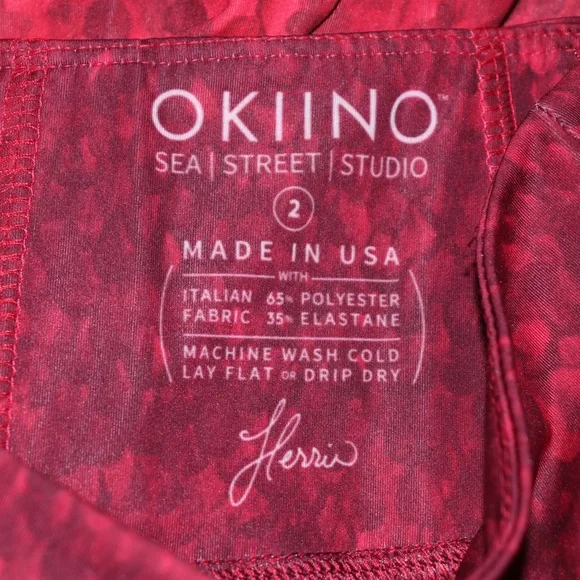 OKIINO™
SEA | STREET | STUDIO
2
MADE IN USA
WITH
ITALIAN 65% POLYESTER
FABRIC 35% ELASTANE
MACHINE WASH COLD
LAY FLAT OR DRIP DRY